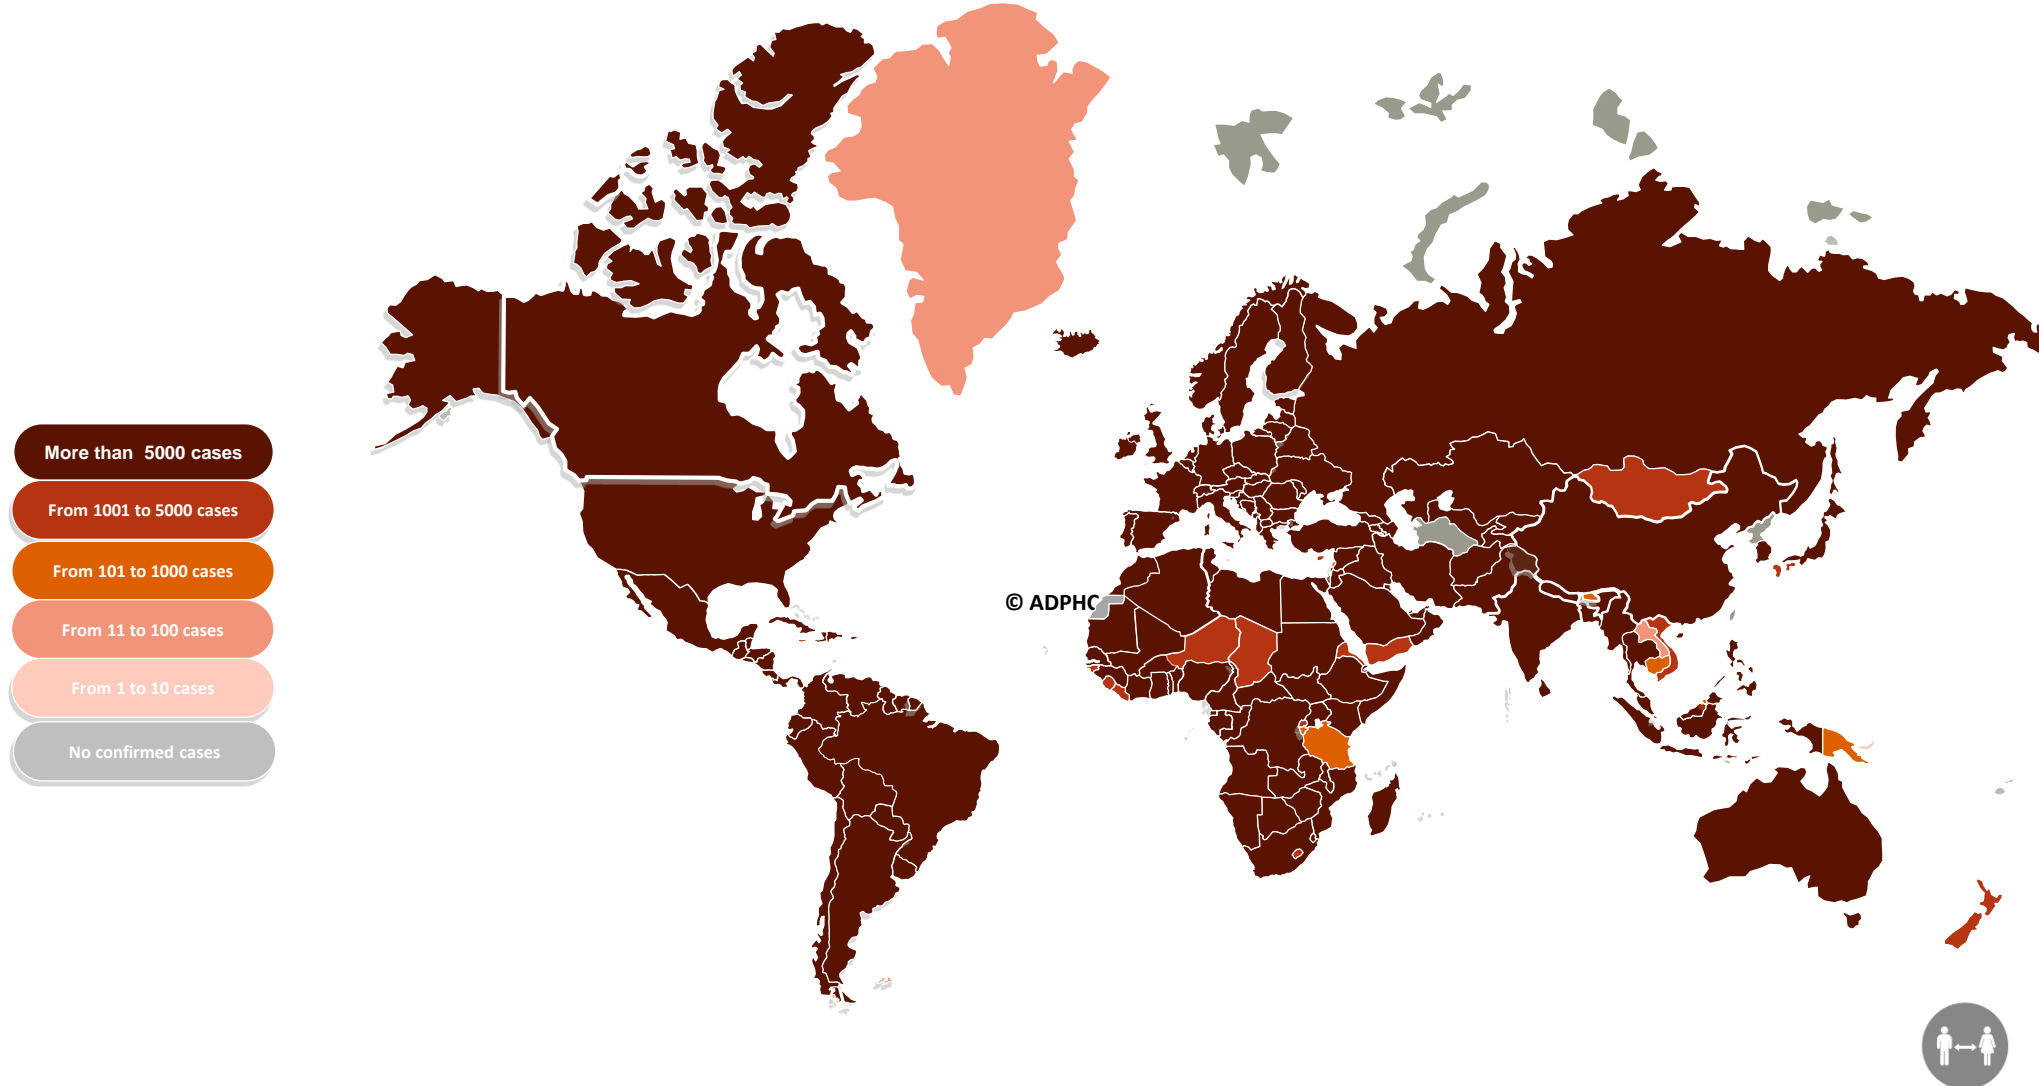 More than 5000 cases
From 1001 to 5000 cases
From 101 to 1000 cases
From 11 to 100 cases
From 1 to 10 cases
No confirmed cases
© ADPHC